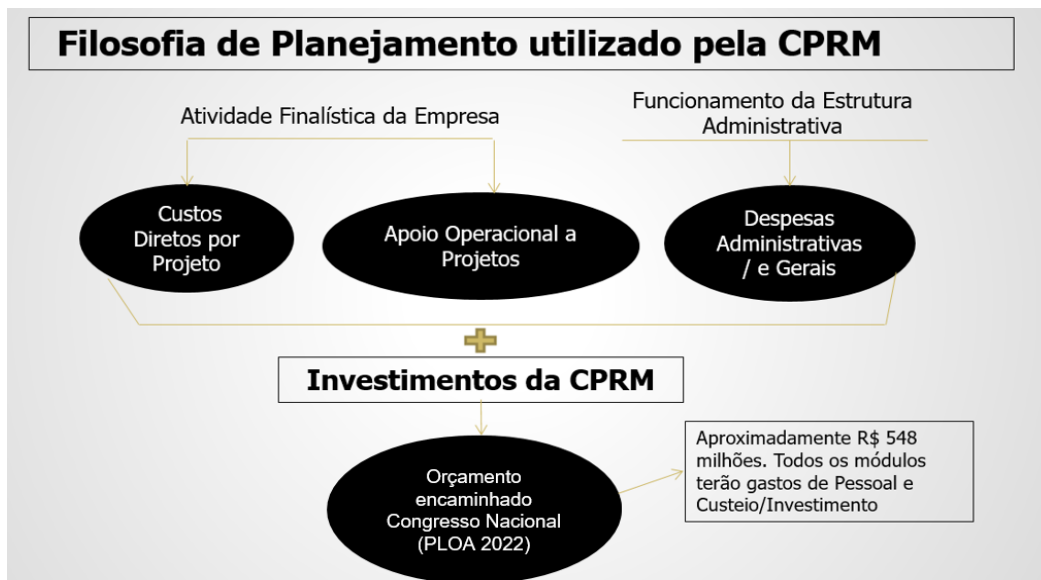 Filosofia de Planejamento utilizado pela CPRM
Atividade Finalística da Empresa
Funcionamento da Estrutura
Administrativa
Custos
Diretos por
Projeto
Apoio Operacional a
Projetos
Despesas
Administrativas
/ e Gerais
Investimentos da CPRM
Orçamento
encaminhado
Congresso Nacional
(PLOA 2022)
Aproximadamente R$ 548
milhões. Todos os módulos
terão gastos de Pessoal e
Custeio/Investimento